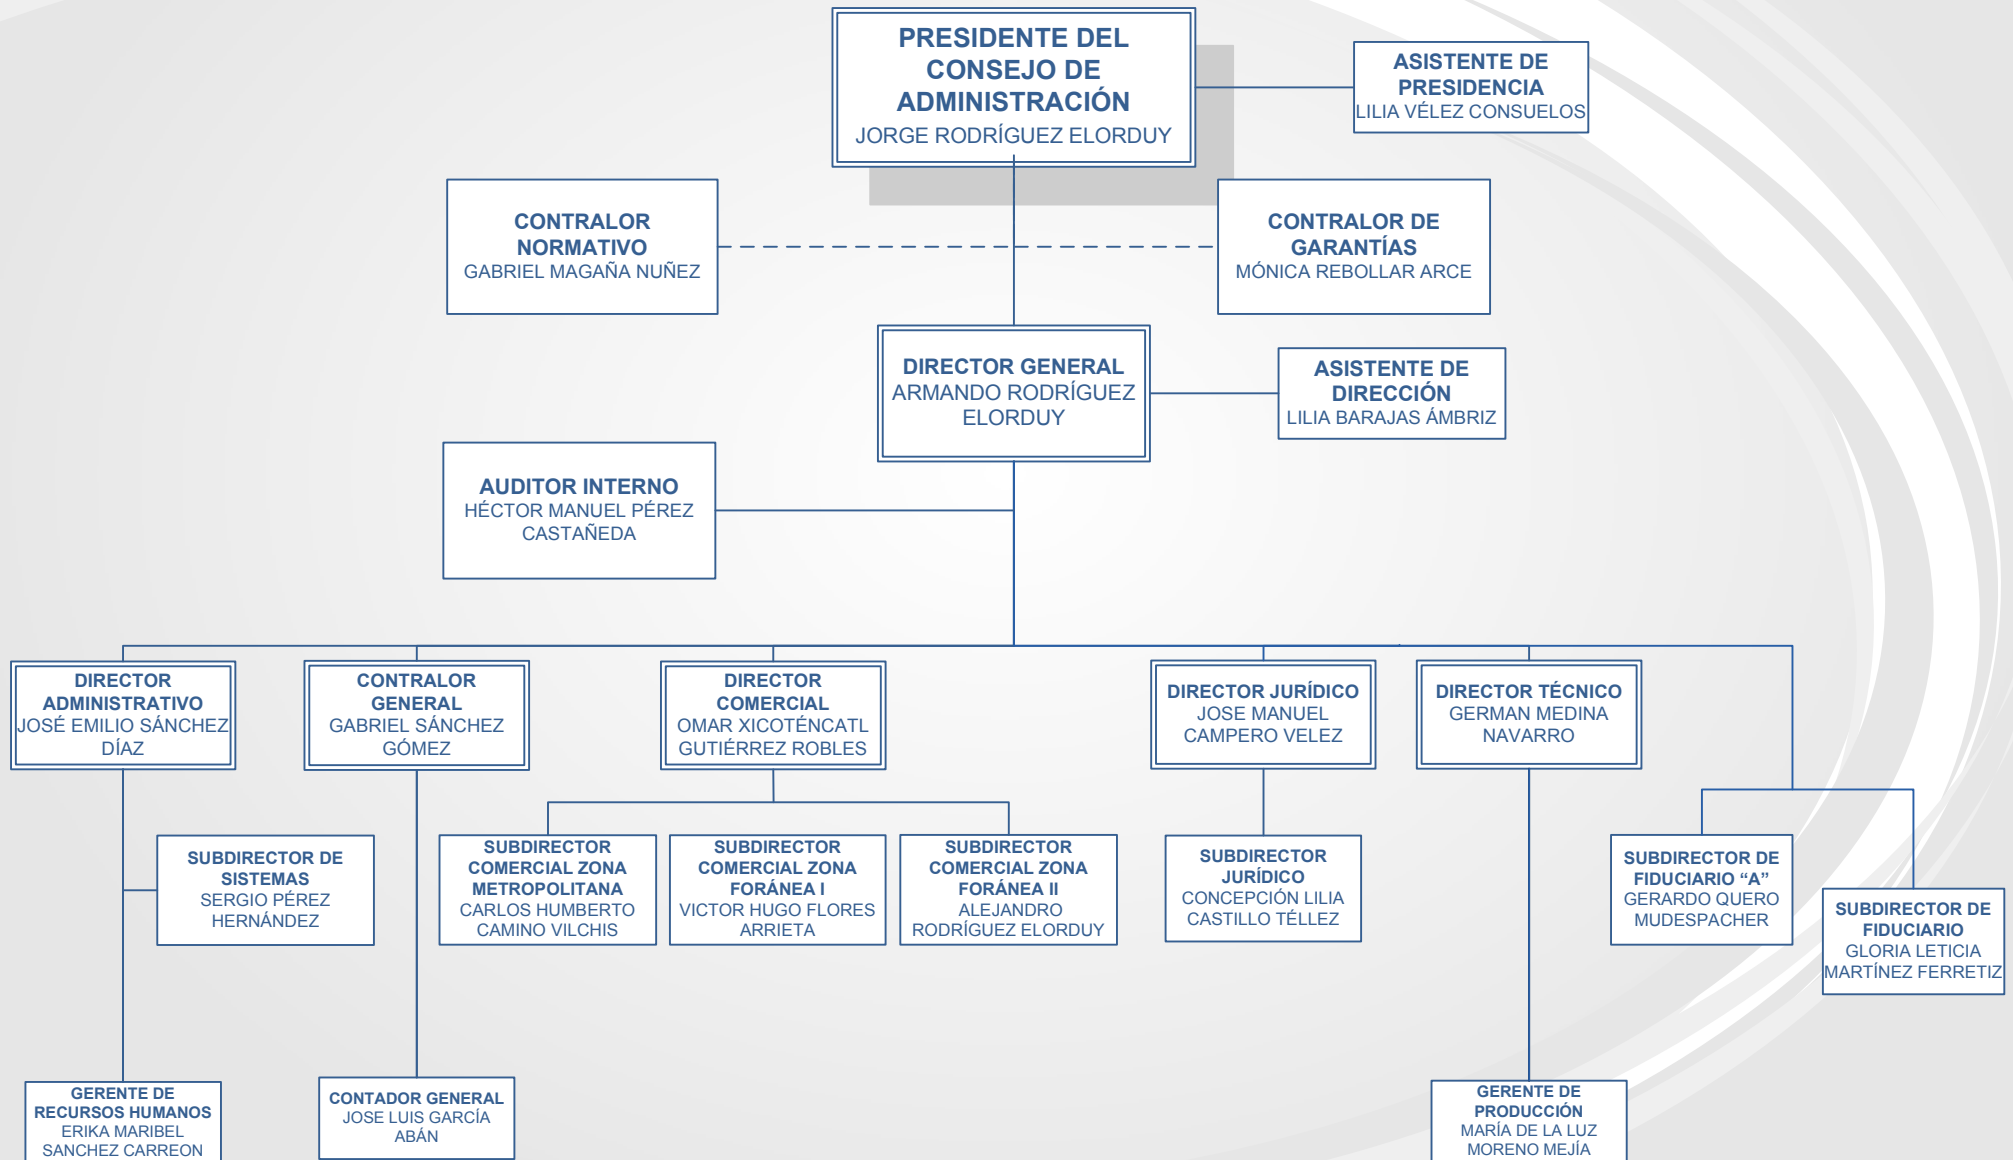 PRESIDENTE DEL
CONSEJO DE
ADMINISTRACIÓN
JORGE RODRÍGUEZ ELORDUY
ASISTENTE DE
PRESIDENCIA
LILIA VÉLEZ CONSUELOS
CONTRALOR
NORMATIVO
GABRIEL MAGAÑA NUÑEZ
CONTRALOR DE
GARANTÍAS
MÓNICA REBOLLAR ARCE
DIRECTOR GENERAL
ARMANDO RODRÍGUEZ
ELORDUY
ASISTENTE DE
DIRECCIÓN
LILIA BARAJAS ÁMBRIZ
AUDITOR INTERNO
HÉCTOR MANUEL PÉREZ
CASTAÑEDA
DIRECTOR
ADMINISTRATIVO
JOSÉ EMILIO SÁNCHEZ
DÍAZ
CONTRALOR
GENERAL
GABRIEL SÁNCHEZ
GÓMEZ
DIRECTOR
COMERCIAL
OMAR XICOTÉNCATL
GUTIÉRREZ ROBLES
DIRECTOR JURÍDICO
JOSE MANUEL
CAMPERO VELEZ
DIRECTOR TÉCNICO
GERMAN MEDINA
NAVARRO
SUBDIRECTOR DE
SISTEMAS
SERGIO PÉREZ
HERNÁNDEZ
SUBDIRECTOR
COMERCIAL ZONA
METROPOLITANA
CARLOS HUMBERTO
CAMINO VILCHIS
SUBDIRECTOR
COMERCIAL ZONA
FORÁNEA I
VICTOR HUGO FLORES
ARRIETA
SUBDIRECTOR
COMERCIAL ZONA
FORÁNEA II
ALEJANDRO
RODRÍGUEZ ELORDUY
SUBDIRECTOR
JURÍDICO
CONCEPCIÓN LILIA
CASTILLO TÉLLEZ
SUBDIRECTOR DE
FIDUCIARIO “A”
GERARDO QUERO
MUDESPACHER
SUBDIRECTOR DE
FIDUCIARIO
GLORIA LETICIA
MARTÍNEZ FERRETIZ
GERENTE DE
RECURSOS HUMANOS
ERIKA MARIBEL
SANCHEZ CARREON
CONTADOR GENERAL
JOSE LUIS GARCÍA
ABÁN
GERENTE DE
PRODUCCIÓN
MARÍA DE LA LUZ
MORENO MEJÍA